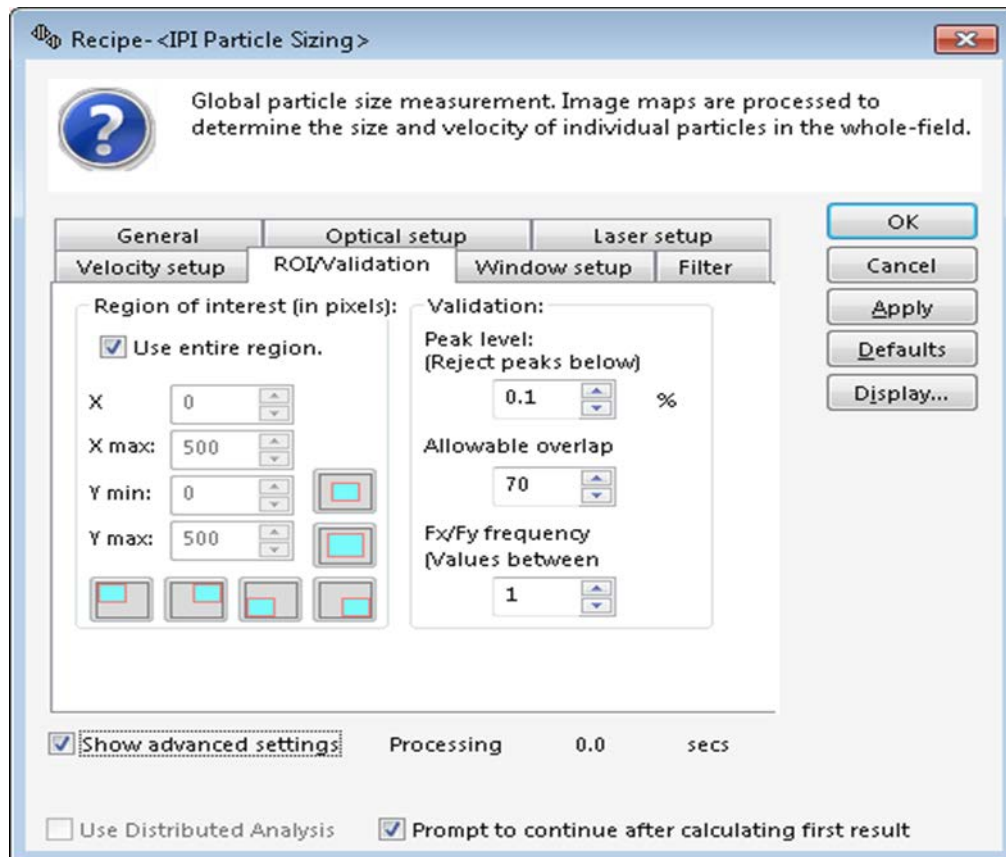 Recipe-<IPI Particle Sizing>
Global particle size measurement. Image maps are processed to
determine the size and velocity of individual particles in the whole-field.
General
Optical setup
Laser setup
Velocity setup
ROI/Validation
Window setup
Filter
OK
Cancel
Apply
Defaults
Display...
Region of interest (in pixels):
Use entire region.
X
0
X max:
500
Y min:
0
Y max:
500
Validation:
Peak level:
(Reject peaks below)
0.1
%
Allowable overlap
70
Fx/Fy frequency
(Values between
1
Show advanced settings
Processing
0.0
secs
Use Distributed Analysis
Prompt to continue after calculating first result